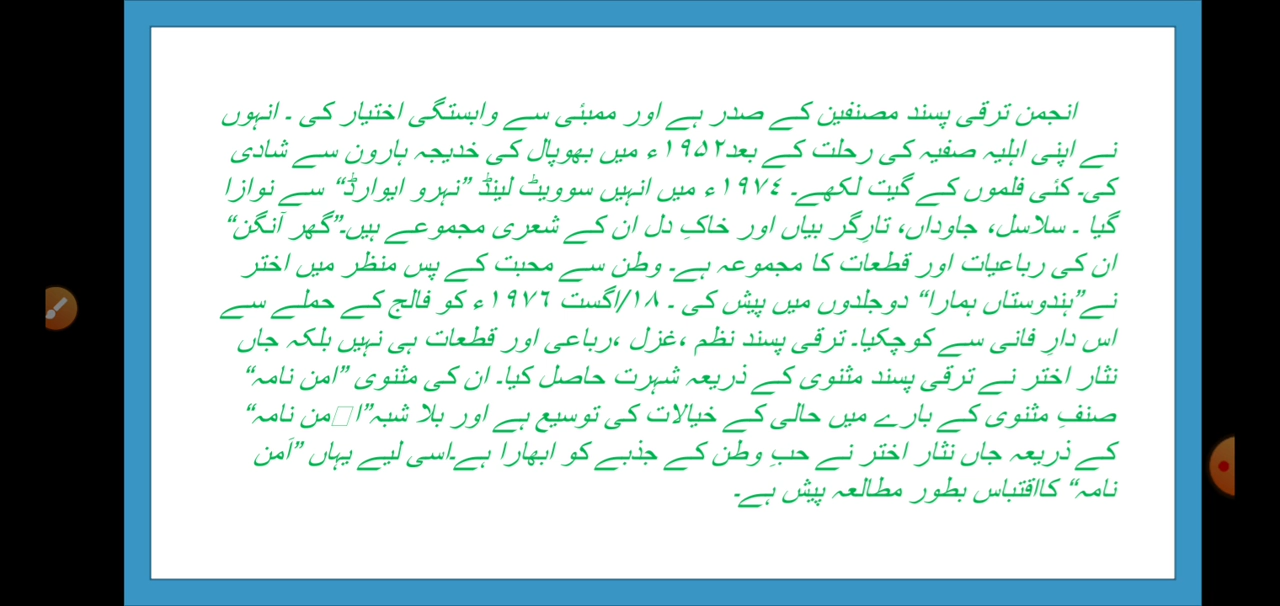 انجمن ترقی پسند مصنفین کے صدر ہے اور ممبئی سے وابستگی اختیار کی ۔ انہوں
نے اپنی اہلیہ صفیہ کی رحلت کے بعد۱۹۵۲ء میں بھوپال کی خدیجہ ہارون سے شادی
کی۔ کئی فلموں کے گیت لکھے۔ ۱۹۷۴ء میں انہیں سوویٹ لینڈ ”نہرو ایوارڈ“ سے نوازا
گیا ۔ سلاسل، جاوداں، تارِگر بیاں اور خاکِ دل ان کے شعری مجموعے ہیں۔”گھر آنگن“
ان کی رباعیات اور قطعات کا مجموعہ ہے۔ وطن سے محبت کے پس منظر میں اختر
نے”ہندوستاں ہمارا“ دوجلدوں میں پیش کی ۔ ۱۸/اگست ۱۹۷۶ء کو فالج کے حملے سے
اس دارِ فانی سے کوچکیا۔ ترقی پسند نظم ،غزل ،رباعی اور قطعات ہی نہیں بلکہ جاں
نثار اختر نے ترقی پسند مثنوی کے ذریعہ شہرت حاصل کیا۔ ان کی مثنوی ”امن نامہ“
صنفِ مثنوی کے بارے میں حالی کے خیالات کی توسیع ہے اور بلا شبہ”ا□من نامہ“
کے ذریعہ جاں نثار اختر نے حبِ وطن کے جذبے کو ابھارا ہے۔اسی لیے یہاں ”اَمن
نامہ“ کااقتباس بطور مطالعہ پیش ہے۔